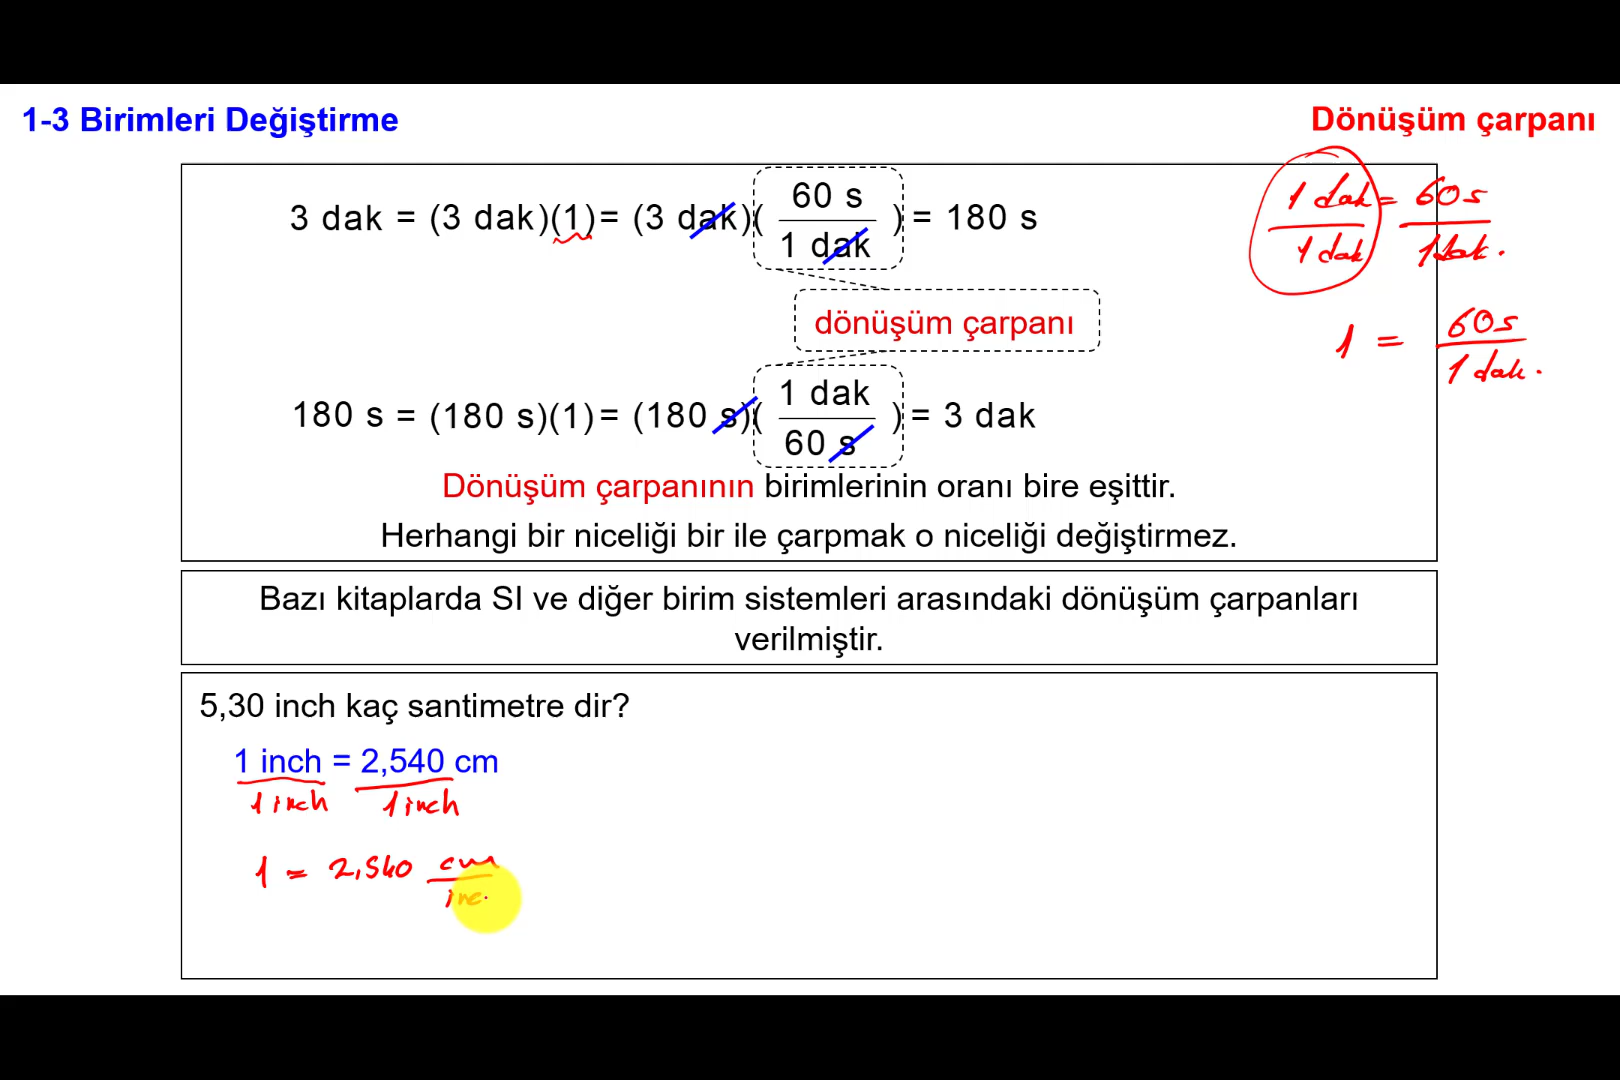 1-3 Birimleri Değiştirme
Dönüşüm çarpanı
3 dak = (3 dak)(1) = (3 dak)( 60 s / 1 dak ) = 180 s
1 dak / 1 dak = 60 s / 1 dak.
dönüşüm çarpanı
1 = 60 s / 1 dak.
180 s = (180 s)(1) = (180 s)( 1 dak / 60 s ) = 3 dak
Dönüşüm çarpanının birimlerinin oranı bire eşittir.
Herhangi bir niceliği bir ile çarpmak o niceliği değiştirmez.
Bazı kitaplarda SI ve diğer birim sistemleri arasındaki dönüşüm çarpanları
verilmiştir.
5,30 inch kaç santimetre dir?
1 inch = 2,540 cm
1 inch 1 inch
1 = 2,540 cm / inc